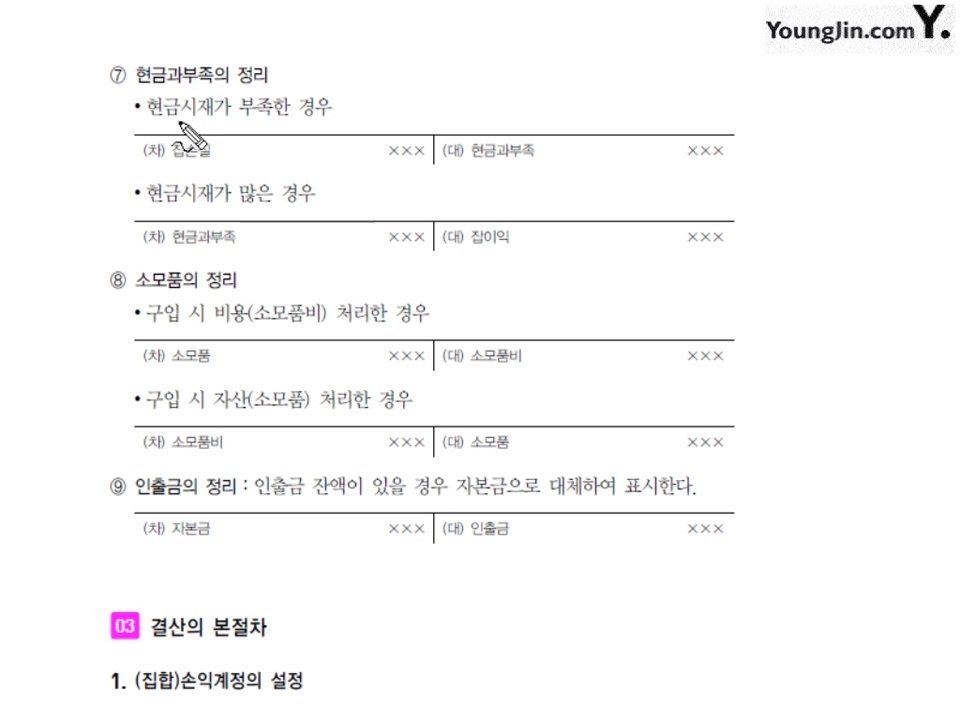 YoungJin.com Y.
⑦ 현금과부족의 정리
• 현금시재가 부족한 경우
(차) 잡손실 ××× (대) 현금과부족 ×××
• 현금시재가 많은 경우
(차) 현금과부족 ××× (대) 잡이익 ×××
⑧ 소모품의 정리
• 구입 시 비용(소모품비) 처리한 경우
(차) 소모품 ××× (대) 소모품비 ×××
• 구입 시 자산(소모품) 처리한 경우
(차) 소모품비 ××× (대) 소모품 ×××
⑨ 인출금의 정리 : 인출금 잔액이 있을 경우 자본금으로 대체하여 표시한다.
(차) 자본금 ××× (대) 인출금 ×××
03 결산의 본절차
1. (집합)손익계정의 설정